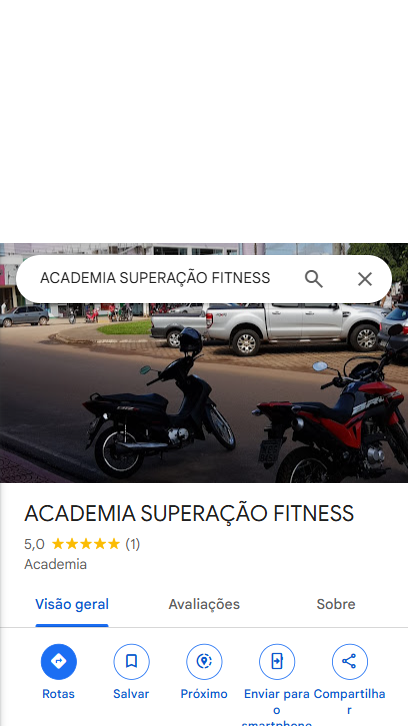 ACADEMIA SUPERAÇÃO FITNESS
ACADEMIA SUPERAÇÃO FITNESS
5,0 (1)
Academia
Visão geral Avaliações Sobre
Rotas Salvar Próximo Enviar para o smartphone Compartilhar